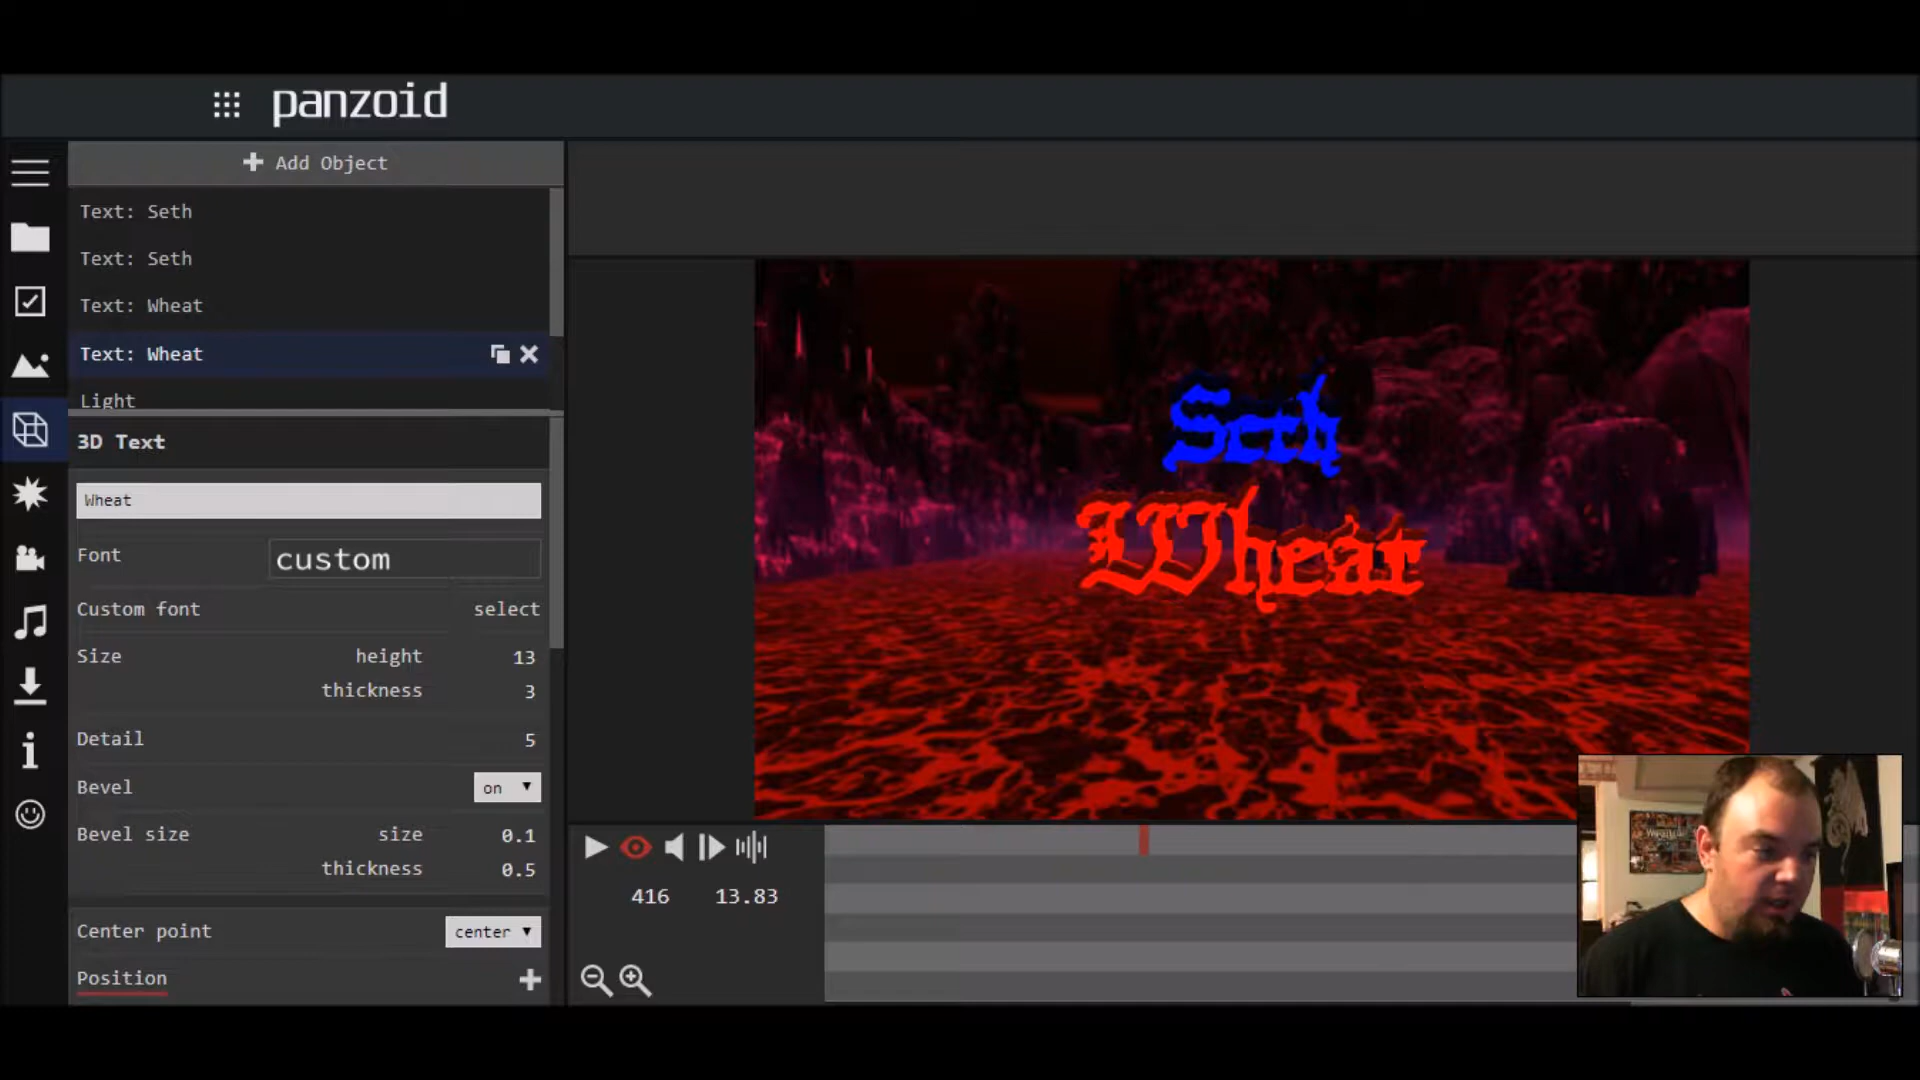 panzoid
Add Object
Text: Seth
Text: Seth
Text: Wheat
Text: Wheat
Light
3D Text
Wheat
Font custom
Custom font select
Size height 13
thickness 3
Detail 5
Bevel on
Bevel size size 0.1
thickness 0.5
Center point center
Position
Seth
Wheat
416 13.83